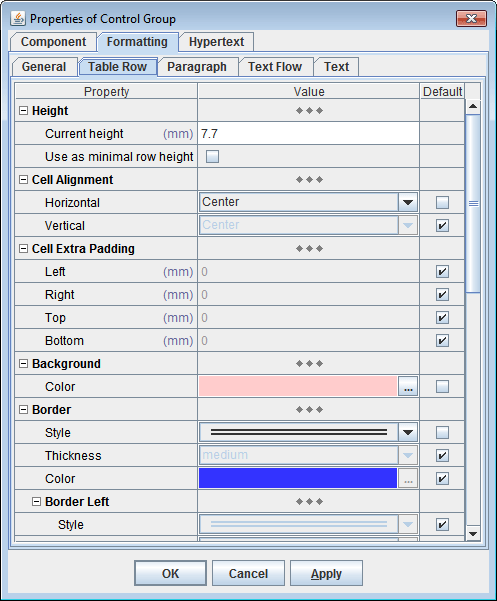 Properties of Control Group
Component Formatting Hypertext
General Table Row Paragraph Text Flow Text
Property Value Default
Height
Current height (mm) 7.7
Use as minimal row height
Cell Alignment
Horizontal Center
Vertical Center
Cell Extra Padding
Left (mm) 0
Right (mm) 0
Top (mm) 0
Bottom (mm) 0
Background
Color ...
Border
Style
Thickness medium
Color ...
Border Left
Style
OK Cancel Apply